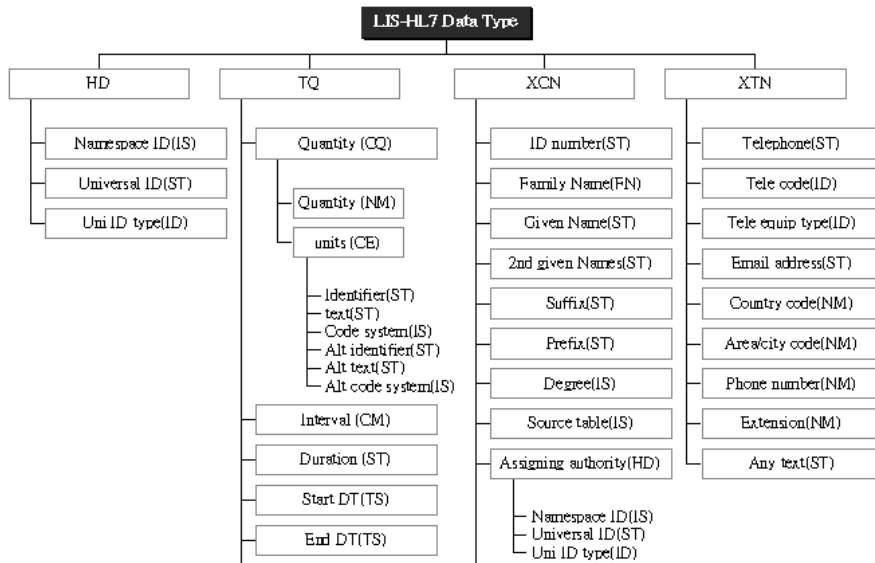 LIS-HL7 Data Type
HD
Namespace ID(IS)
Universal ID(ST)
Uni ID type(ID)
TQ
Quantity (CQ)
Quantity (NM)
units (CE)
Identifier(ST)
text(ST)
Code system(IS)
Alt identifier(ST)
Alt text(ST)
Alt code system(IS)
Interval (CM)
Duration (ST)
Start DT(TS)
End DT(TS)
XCN
ID number(ST)
Family Name(FN)
Given Name(ST)
2nd given Names(ST)
Suffix(ST)
Prefix(ST)
Degree(IS)
Source table(IS)
Assigning authority(HD)
Namespace ID(IS)
Universal ID(ST)
Uni ID type(ID)
XTN
Telephone(ST)
Tele code(ID)
Tele equip type(ID)
Email address(ST)
Country code(NM)
Area/city code(NM)
Phone number(NM)
Extension(NM)
Any text(ST)